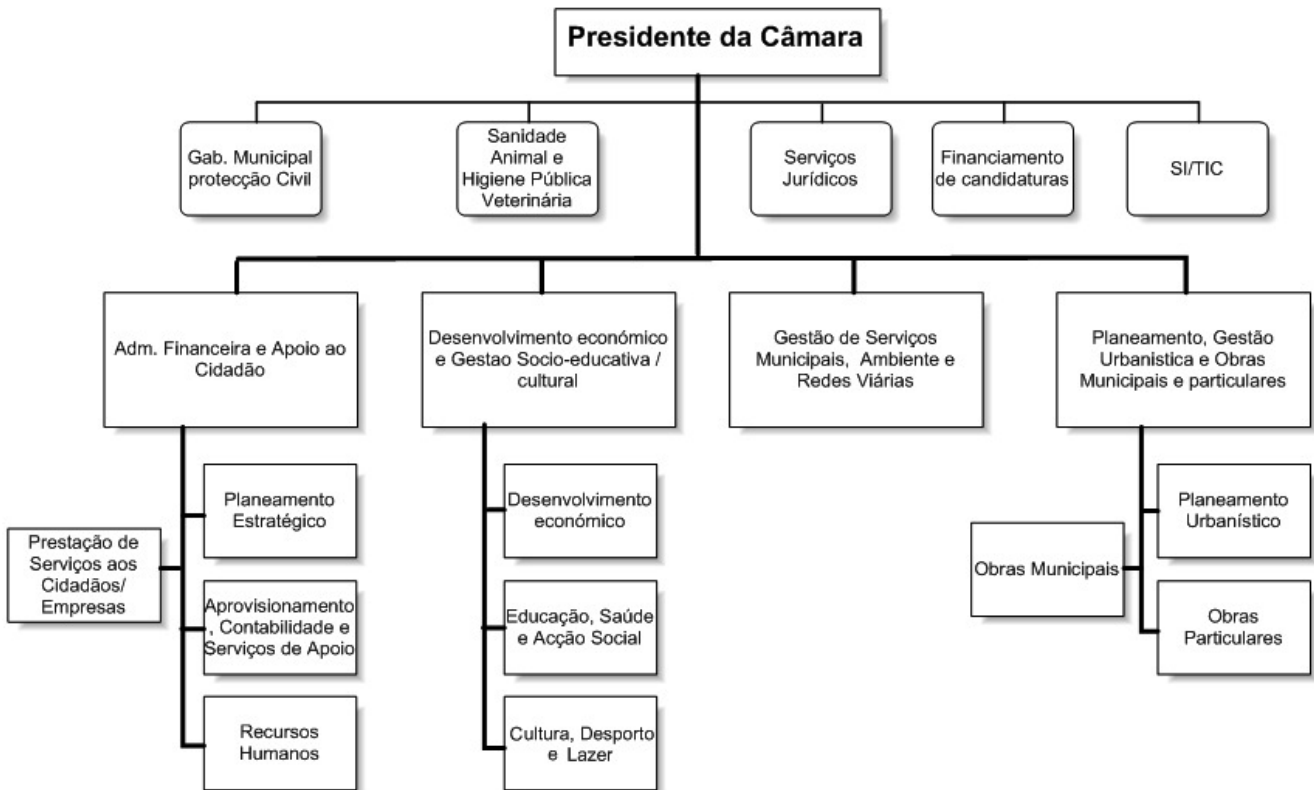 Presidente da Câmara
Gab. Municipal
protecção Civil
Sanidade
Animal e
Higiene Pública
Veterinária
Serviços
Jurídicos
Financiamento
de candidaturas
SI/TIC
Adm. Financeira e Apoio ao
Cidadão
Desenvolvimento económico
e Gestao Socio-educativa /
cultural
Gestão de Serviços
Municipais, Ambiente e
Redes Viárias
Planeamento, Gestão
Urbanistica e Obras
Municipais e particulares
Planeamento
Estratégico
Prestação de
Serviços aos
Cidadãos/
Empresas
Aprovisionamento
, Contabilidade e
Serviços de Apoio
Recursos
Humanos
Desenvolvimento
económico
Educação, Saúde
e Acção Social
Cultura, Desporto
e Lazer
Planeamento
Urbanístico
Obras Municipais
Obras
Particulares